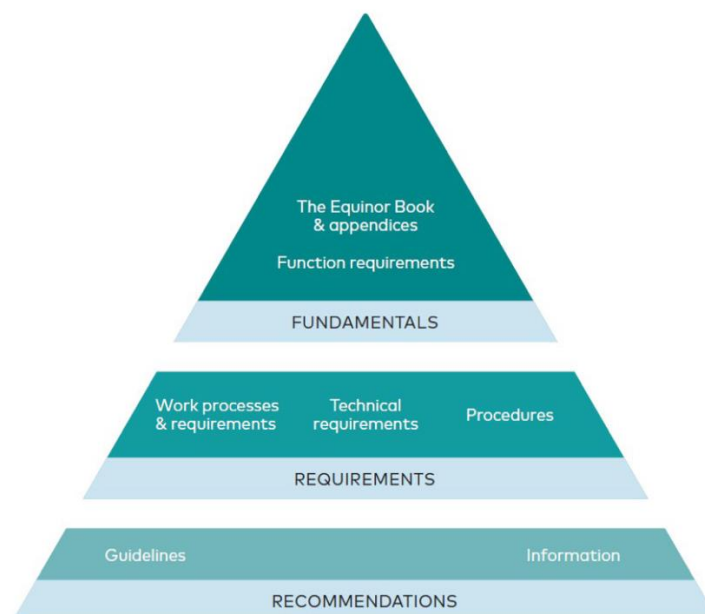 The Equinor Book
& appendices
Function requirements
FUNDAMENTALS
Work processes
& requirements
Technical
requirements
Procedures
REQUIREMENTS
Guidelines
Information
RECOMMENDATIONS